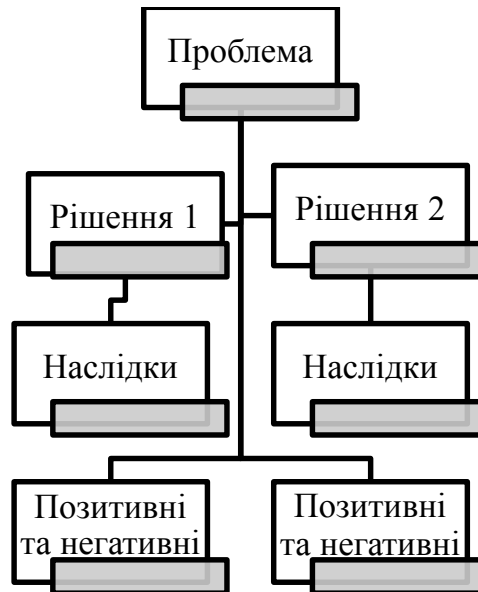 Проблема
Рішення 1
Рішення 2
Наслідки
Наслідки
Позитивні
та негативні
Позитивні
та негативні